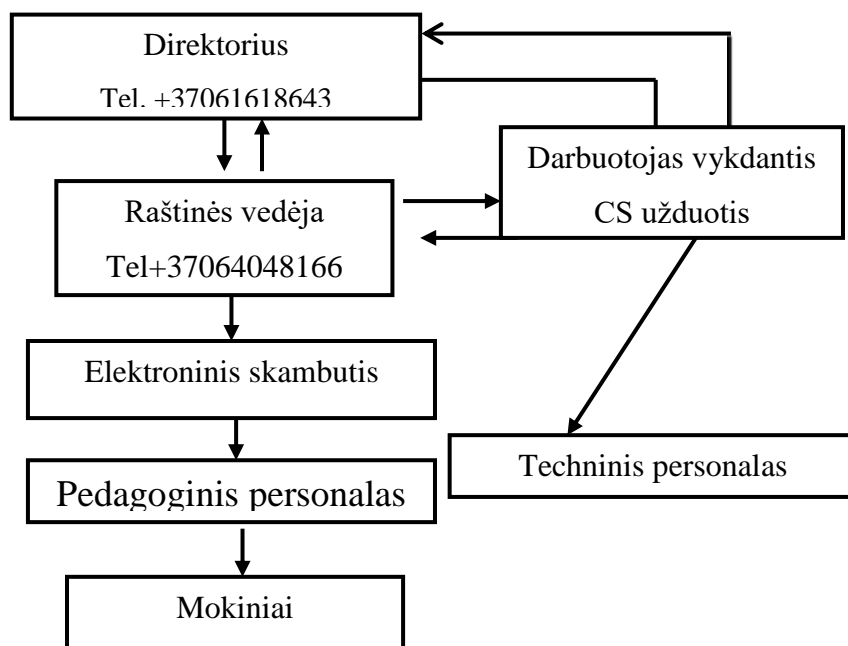 Direktorius
Tel. +37061618643
Darbuotojas vykdantis
CS užduotis
Raštinės vedėja
Tel+37064048166
Elektroninis skambutis
Techninis personalas
Pedagoginis personalas
Mokiniai